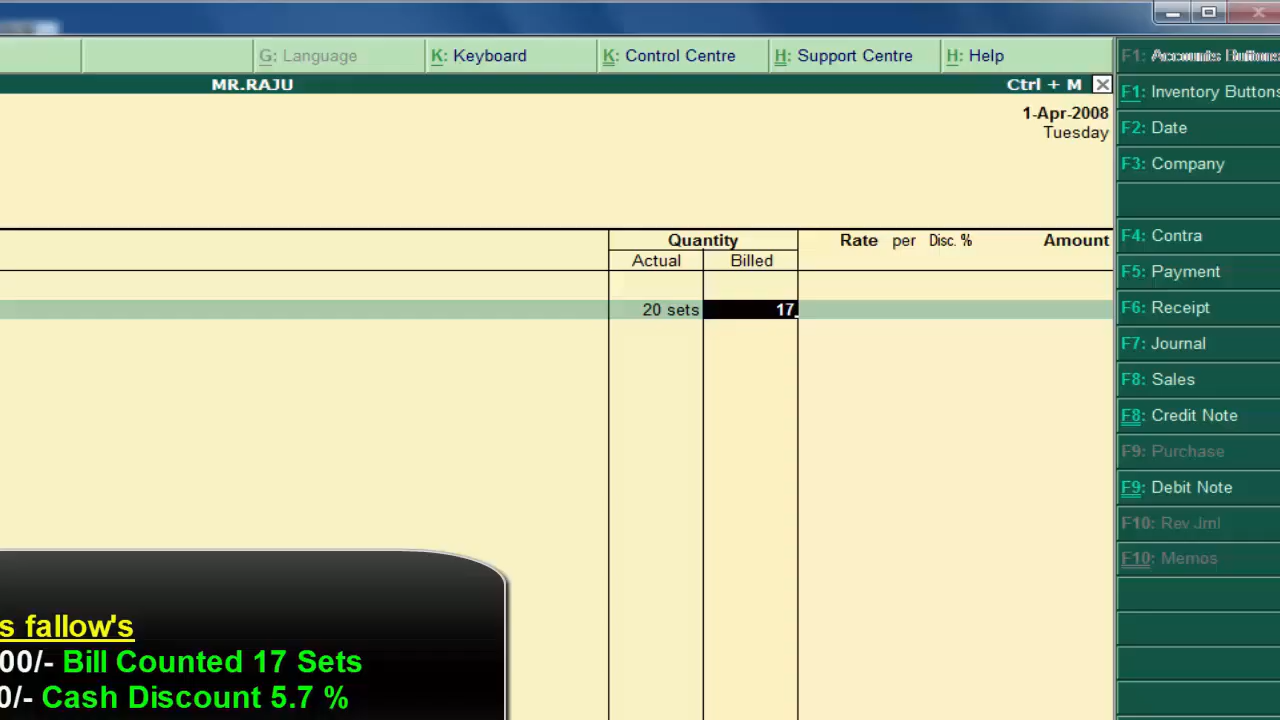 G: Language K: Keyboard K: Control Centre H: Support Centre H: Help
MR.RAJU Ctrl + M
1-Apr-2008
Tuesday
Quantity Rate per Disc. % Amount
Actual Billed
20 sets 17
F1: Accounts Buttons
F1: Inventory Buttons
F2: Date
F3: Company
F4: Contra
F5: Payment
F6: Receipt
F7: Journal
F8: Sales
F8: Credit Note
F9: Purchase
F9: Debit Note
F10: Rev Jrnl
F10: Memos
s fallow's
00/- Bill Counted 17 Sets
0/- Cash Discount 5.7 %